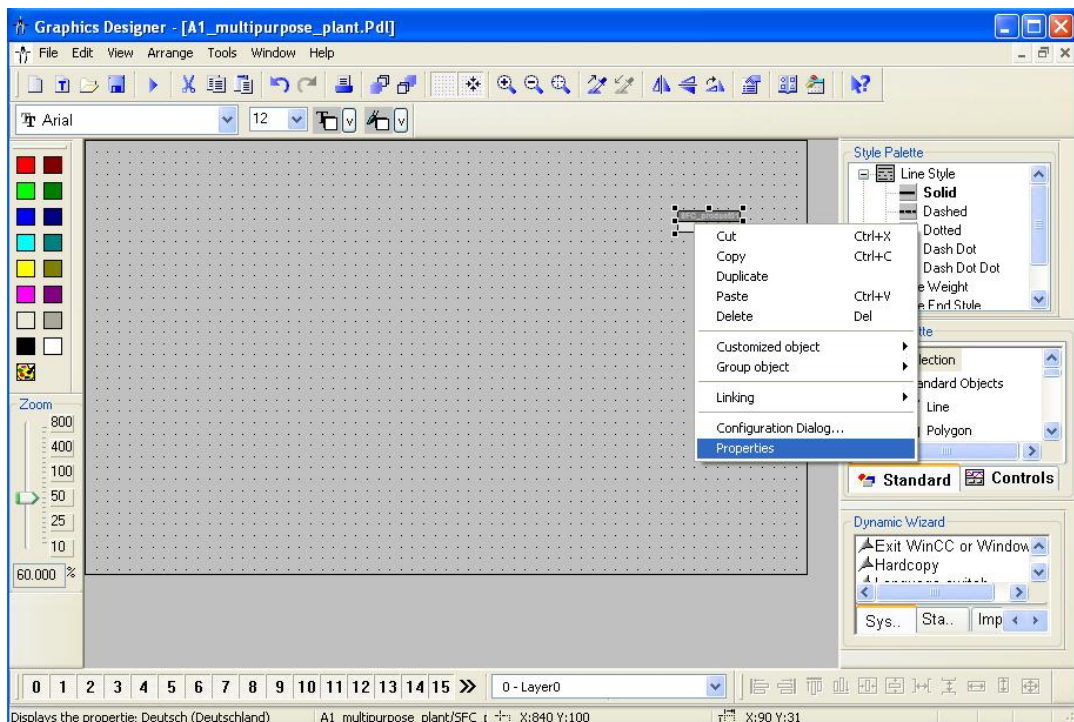 Graphics Designer - [A1_multipurpose_plant.Pdl]
File Edit View Arrange Tools Window Help
Arial 12
Style Palette
Line Style
Solid
Dashed
Dotted
Dash Dot
Dash Dot Dot
Weight
End Style
Cut Ctrl+X
Copy Ctrl+C
Duplicate
Paste Ctrl+V
Delete Del
Customized object
Group object
Linking
Configuration Dialog...
Properties
Line
Polygon
Standard Controls
Zoom
800
400
100
50
25
10
60.000 %
Dynamic Wizard
Exit WinCC or Window
Hardcopy
Sys.. Sta.. Imp
0 1 2 3 4 5 6 7 8 9 10 11 12 13 14 15 0 - Layer0
Displays the propertie: Deutsch (Deutschland) A1_multipurpose_plant/SFC_ X:840 Y:100 X:90 Y:31